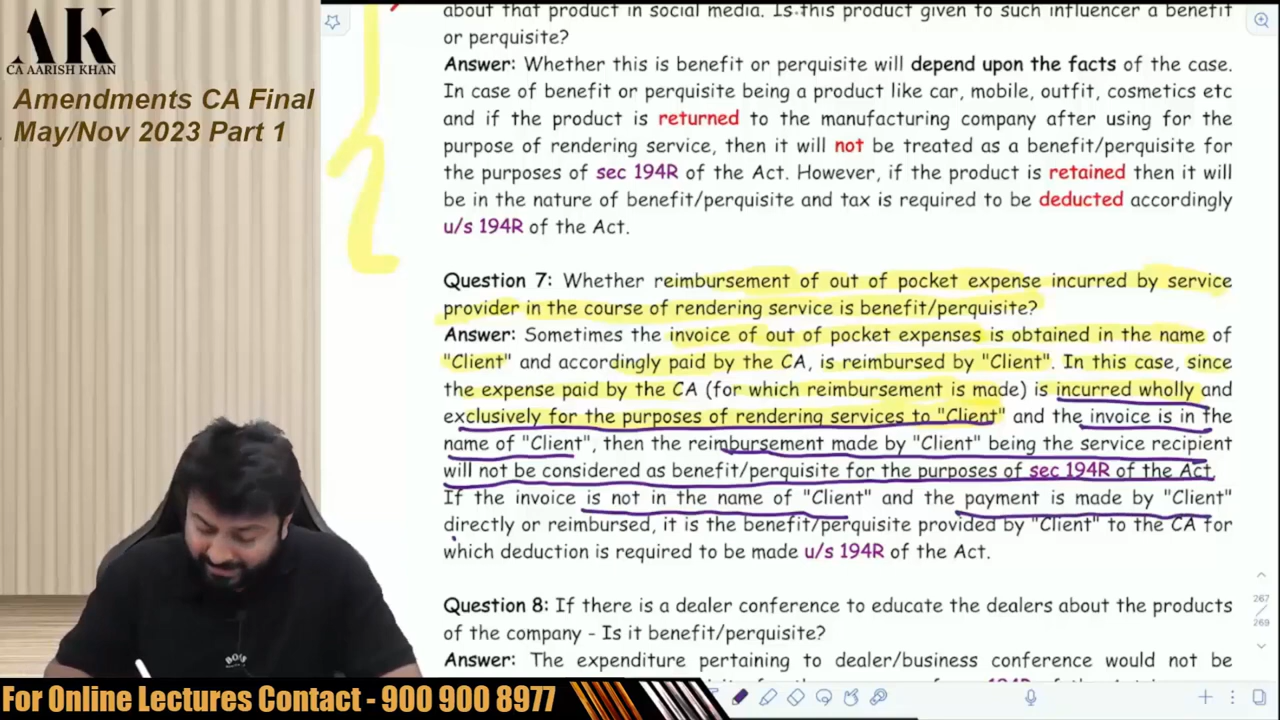 AK
CA AARISH KHAN
Amendments CA Final
May/Nov 2023 Part 1
about that product in social media. Is this product given to such influencer a benefit
or perquisite?
Answer: Whether this is benefit or perquisite will depend upon the facts of the case.
In case of benefit or perquisite being a product like car, mobile, outfit, cosmetics etc
and if the product is returned to the manufacturing company after using for the
purpose of rendering service, then it will not be treated as a benefit/perquisite for
the purposes of sec 194R of the Act. However, if the product is retained then it will
be in the nature of benefit/perquisite and tax is required to be deducted accordingly
u/s 194R of the Act.
Question 7: Whether reimbursement of out of pocket expense incurred by service
provider in the course of rendering service is benefit/perquisite?
Answer: Sometimes the invoice of out of pocket expenses is obtained in the name of
"Client" and accordingly paid by the CA, is reimbursed by "Client". In this case, since
the expense paid by the CA (for which reimbursement is made) is incurred wholly and
exclusively for the purposes of rendering services to "Client" and the invoice is in the
name of "Client", then the reimbursement made by "Client" being the service recipient
will not be considered as benefit/perquisite for the purposes of sec 194R of the Act.
If the invoice is not in the name of "Client" and the payment is made by "Client"
directly or reimbursed, it is the benefit/perquisite provided by "Client" to the CA for
which deduction is required to be made u/s 194R of the Act.
Question 8: If there is a dealer conference to educate the dealers about the products
of the company - Is it benefit/perquisite?
Answer: The expenditure pertaining to dealer/business conference would not be
267
269
BOSS
For Online Lectures Contact - 900 900 8977